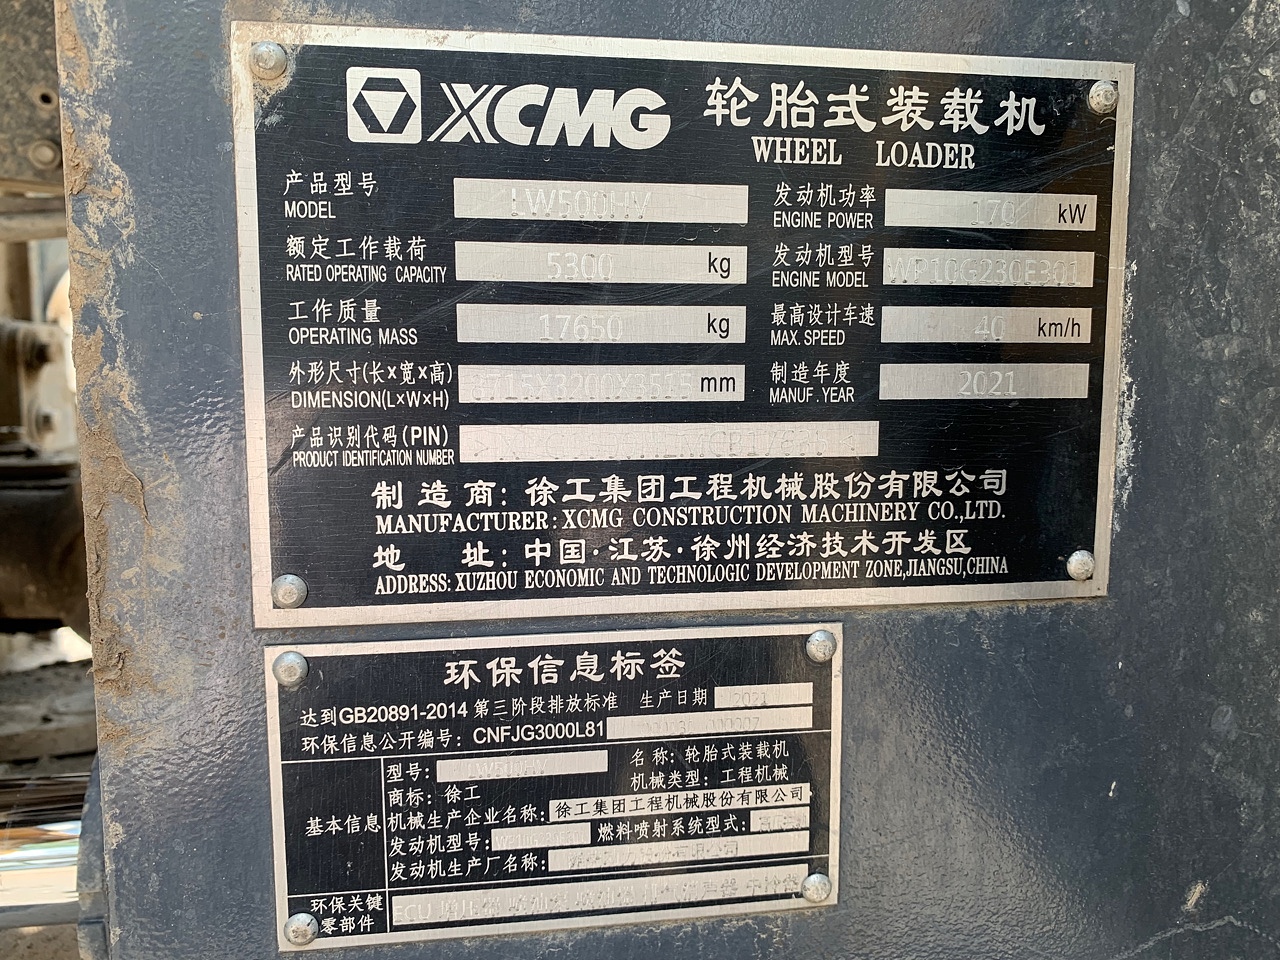 XCMG 轮胎式装载机
WHEEL LOADER
产品型号 LW500HV 发动机功率 170 kW
MODEL ENGINE POWER
额定工作载荷 5300 kg 发动机型号 WP10G230E301
RATED OPERATING CAPACITY ENGINE MODEL
工作质量 17650 kg 最高设计车速 40 km/h
OPERATING MASS MAX. SPEED
外形尺寸(长×宽×高) mm 制造年度 2021
DIMENSION(L×W×H) MANUF. YEAR
产品识别代码(PIN)
PRODUCT IDENTIFICATION NUMBER
制造商: 徐工集团工程机械股份有限公司
MANUFACTURER: XCMG CONSTRUCTION MACHINERY CO.,LTD.
地 址: 中国·江苏·徐州经济技术开发区
ADDRESS: XUZHOU ECONOMIC AND TECHNOLOGIC DEVELOPMENT ZONE,JIANGSU,CHINA
环保信息标签
达到GB20891-2014 第三阶段排放标准 生产日期 2021
环保信息公开编号: CNFJG3000L81
型号: LW500HV 名称: 轮胎式装载机
商标: 徐工 机械类型: 工程机械
基本信息 机械生产企业名称: 徐工集团工程机械股份有限公司
发动机型号: 燃料喷射系统型式:
发动机生产厂名称:
环保关键 ECU 增压器 喷油泵 喷油器
零部件